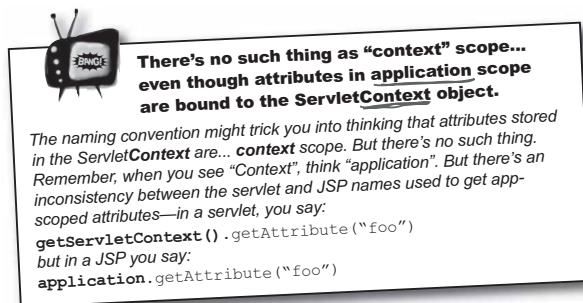 BANG!
There's no such thing as “context” scope...
even though attributes in application scope
are bound to the ServletContext object.
The naming convention might trick you into thinking that attributes stored
in the ServletContext are... context scope. But there's no such thing.
Remember, when you see “Context”, think “application”. But there's an
inconsistency between the servlet and JSP names used to get app-
scoped attributes—in a servlet, you say:
getServletContext().getAttribute(“foo”)
but in a JSP you say:
application.getAttribute(“foo”)